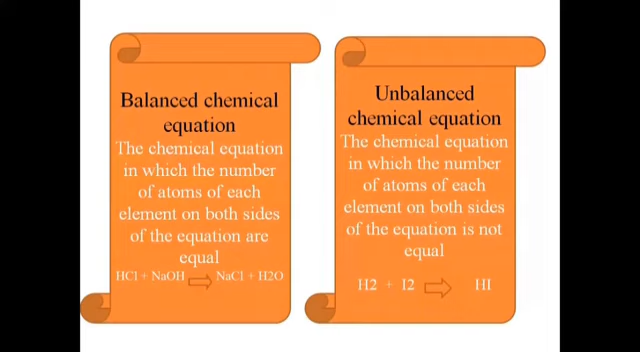 Balanced chemical
equation
The chemical equation
in which the number
of atoms of each
element on both sides
of the equation are
equal
HCl + NaOH NaCl + H2O
Unbalanced
chemical equation
The chemical equation
in which the number
of atoms of each
element on both sides
of the equation is not
equal
H2 + I2 HI